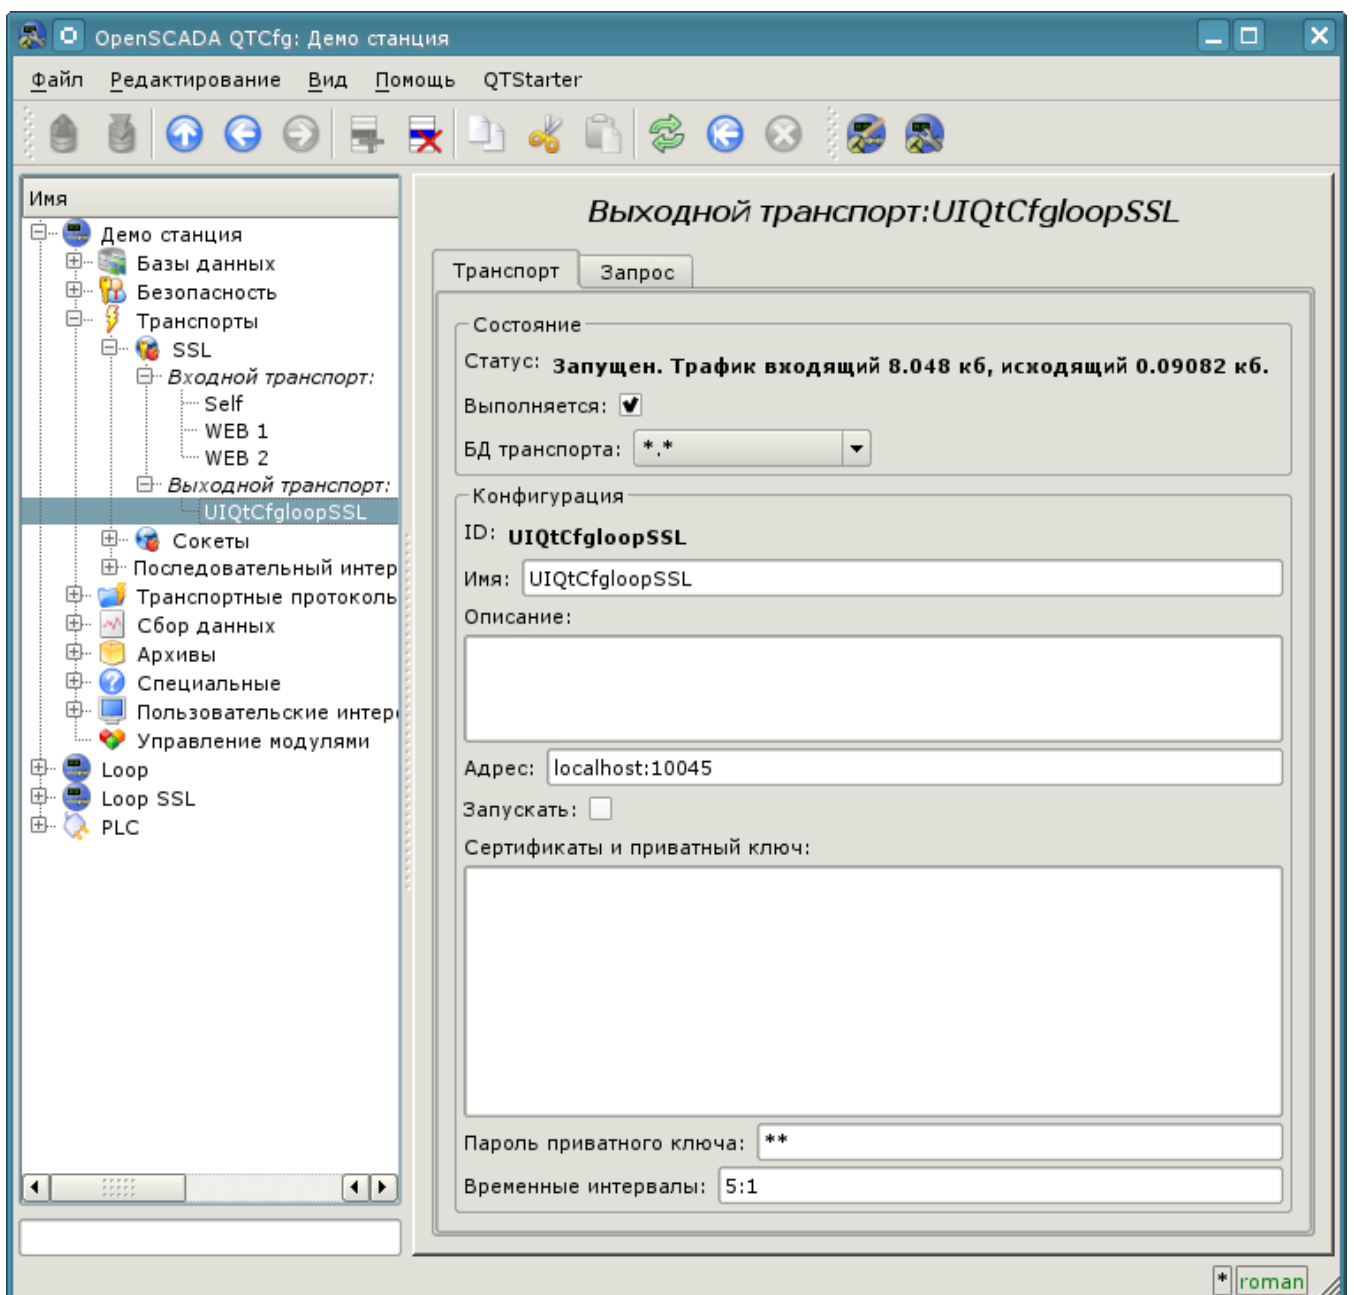 OpenSCADA QTCfg: Демо станция
Файл Редактирование Вид Помощь QTStarter
Имя
Демо станция
Базы данных
Безопасность
Транспорты
SSL
Входной транспорт:
Self
WEB 1
WEB 2
Выходной транспорт:
UIQtCfgloopSSL
Сокеты
Последовательный интер
Транспортные протоколь
Сбор данных
Архивы
Специальные
Пользовательские интер
Управление модулями
Loop
Loop SSL
PLC
Выходной транспорт:UIQtCfgloopSSL
Транспорт Запрос
Состояние
Статус: Запущен. Трафик входящий 8.048 кб, исходящий 0.09082 кб.
Выполняется:
БД транспорта: *.*
Конфигурация
ID: UIQtCfgloopSSL
Имя: UIQtCfgloopSSL
Описание:
Адрес: localhost:10045
Запускать:
Сертификаты и приватный ключ:
Пароль приватного ключа: **
Временные интервалы: 5:1
* roman